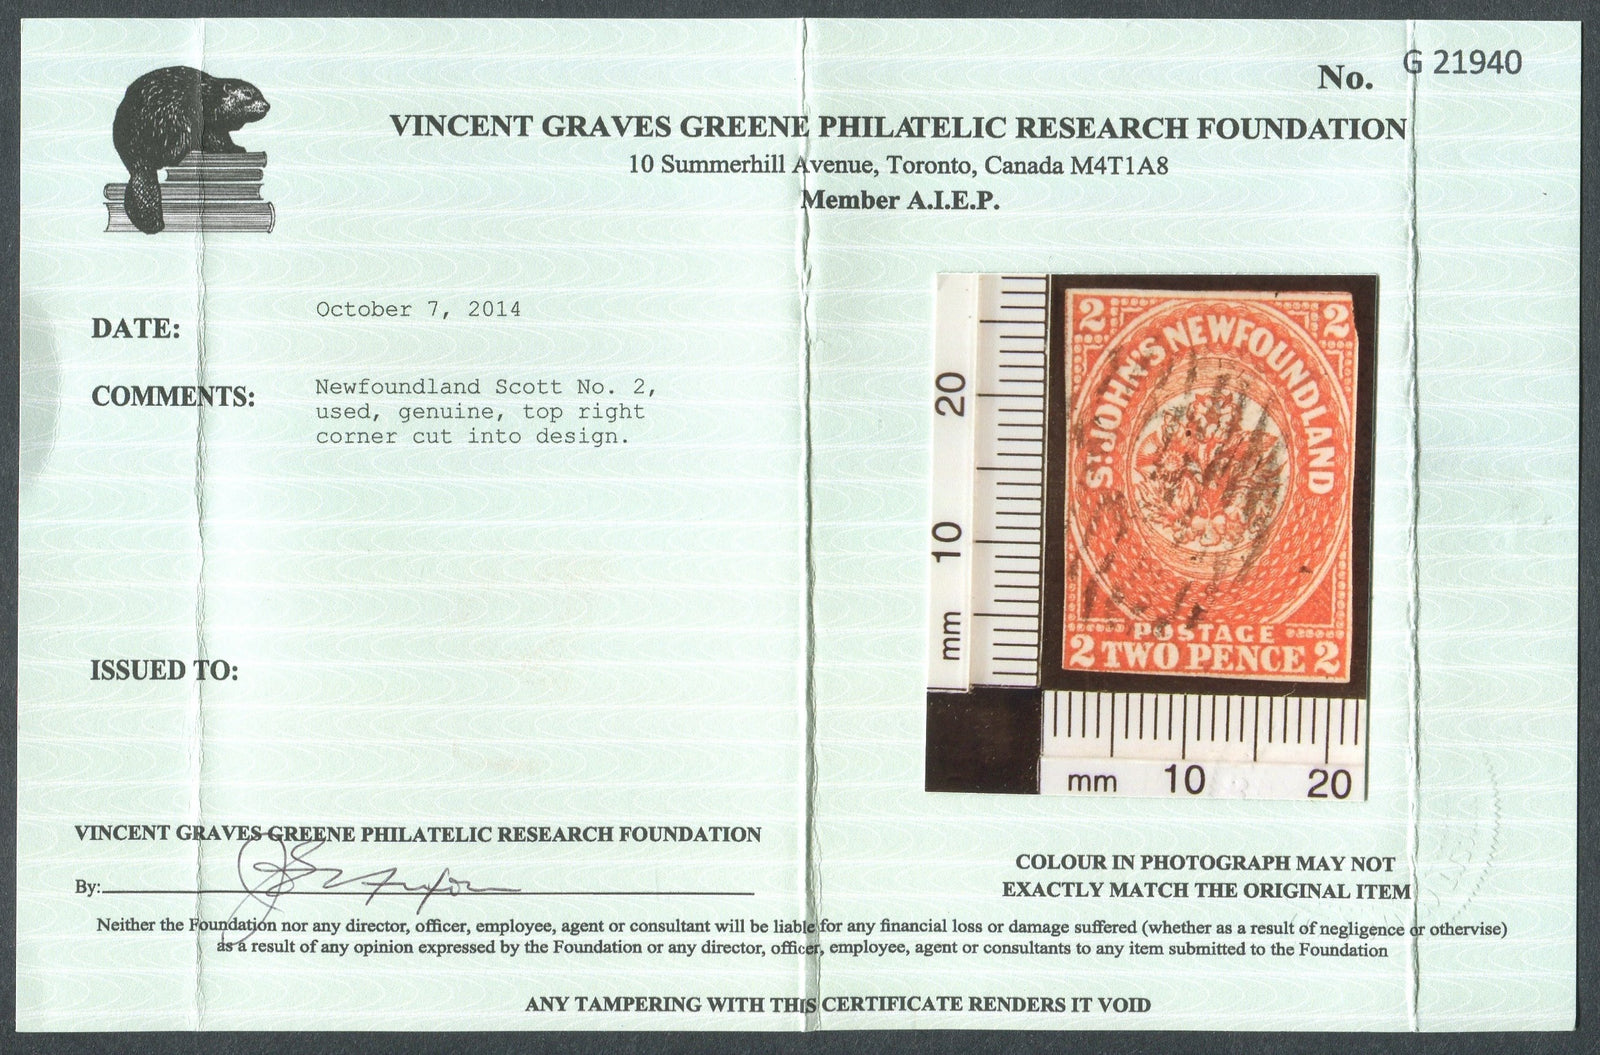 No. G 21940
VINCENT GRAVES GREENE PHILATELIC RESEARCH FOUNDATION
10 Summerhill Avenue, Toronto, Canada M4T1A8
Member A.I.E.P.
DATE: October 7, 2014
COMMENTS: Newfoundland Scott No. 2,
used, genuine, top right
corner cut into design.
ISSUED TO:
2 2
ST. JOHN'S NEWFOUNDLAND
POSTAGE
2 TWO PENCE 2
20
10
mm
mm 10 20
VINCENT GRAVES GREENE PHILATELIC RESEARCH FOUNDATION
By:
COLOUR IN PHOTOGRAPH MAY NOT
EXACTLY MATCH THE ORIGINAL ITEM
Neither the Foundation nor any director, officer, employee, agent or consultant will be liable for any financial loss or damage suffered (whether as a result of negligence or othervise)
as a result of any opinion expressed by the Foundation or any director, officer, employee, agent or consultants to any item submitted to the Foundation
ANY TAMPERING WITH THIS CERTIFICATE RENDERS IT VOID